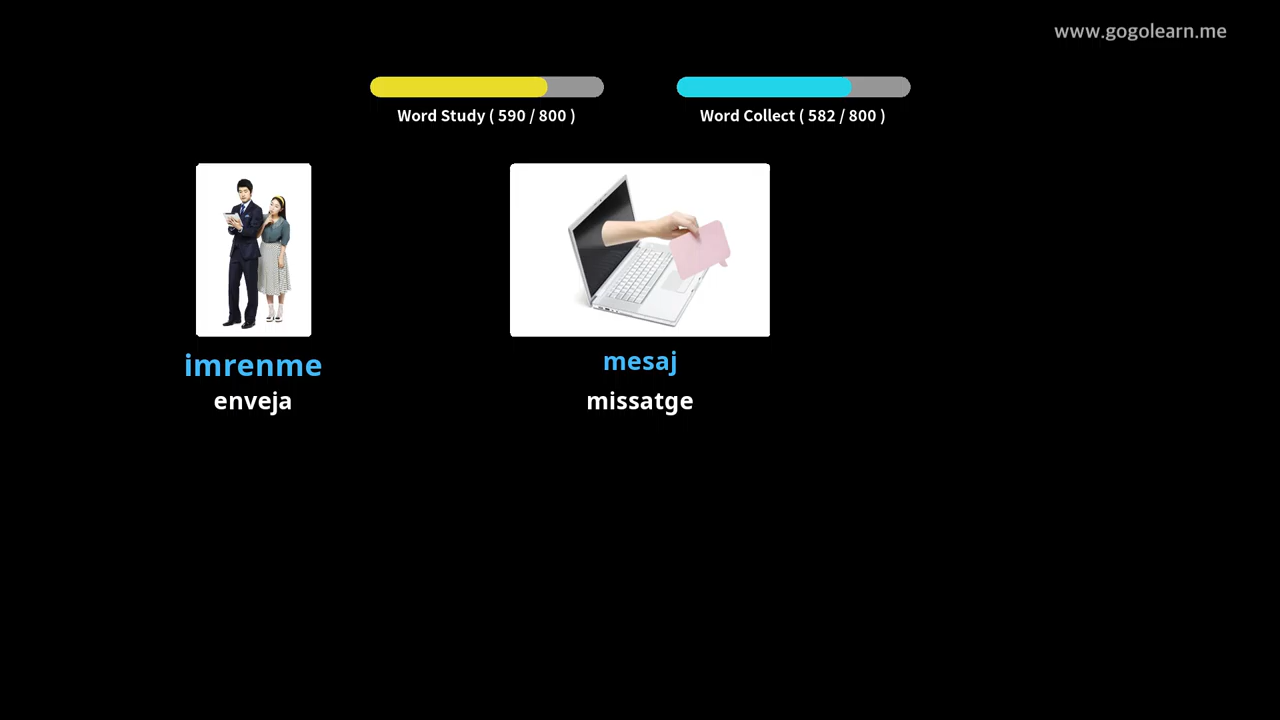 www.gogolearn.me
Word Study ( 590 / 800 )
Word Collect ( 582 / 800 )
imrenme
enveja
mesaj
missatge